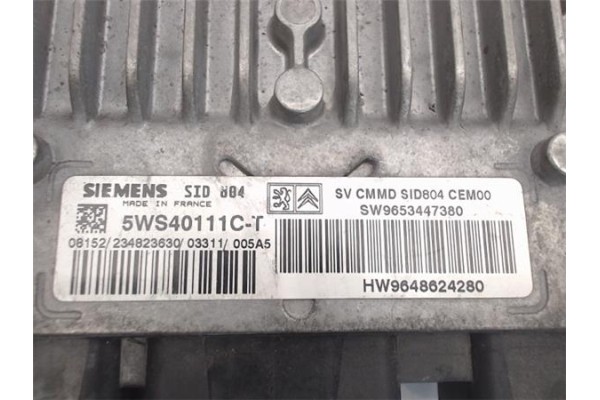 SIEMENS SID 804
MADE IN FRANCE
5WS40111C-T
08152/234823630/03311/005A5
SV CMMD SID804 CEM00
SW9653447380
HW9648624280